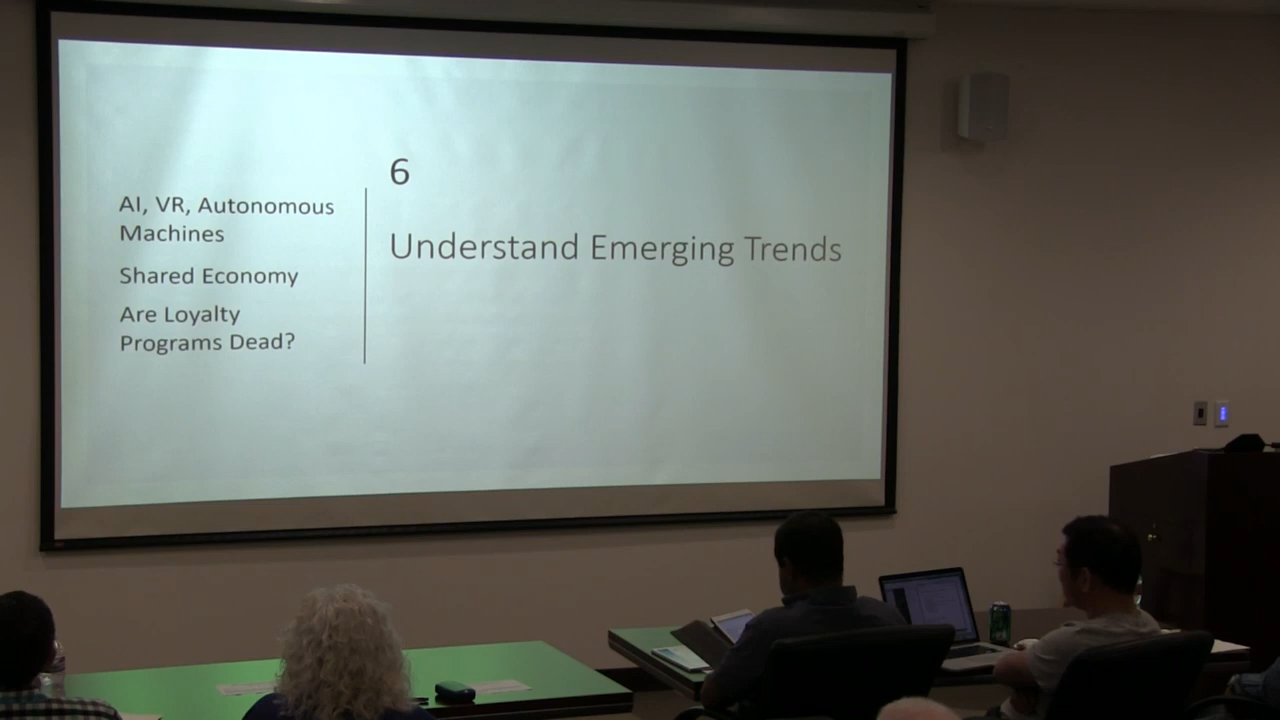 AI, VR, Autonomous
Machines
Shared Economy
Are Loyalty
Programs Dead?
6
Understand Emerging Trends